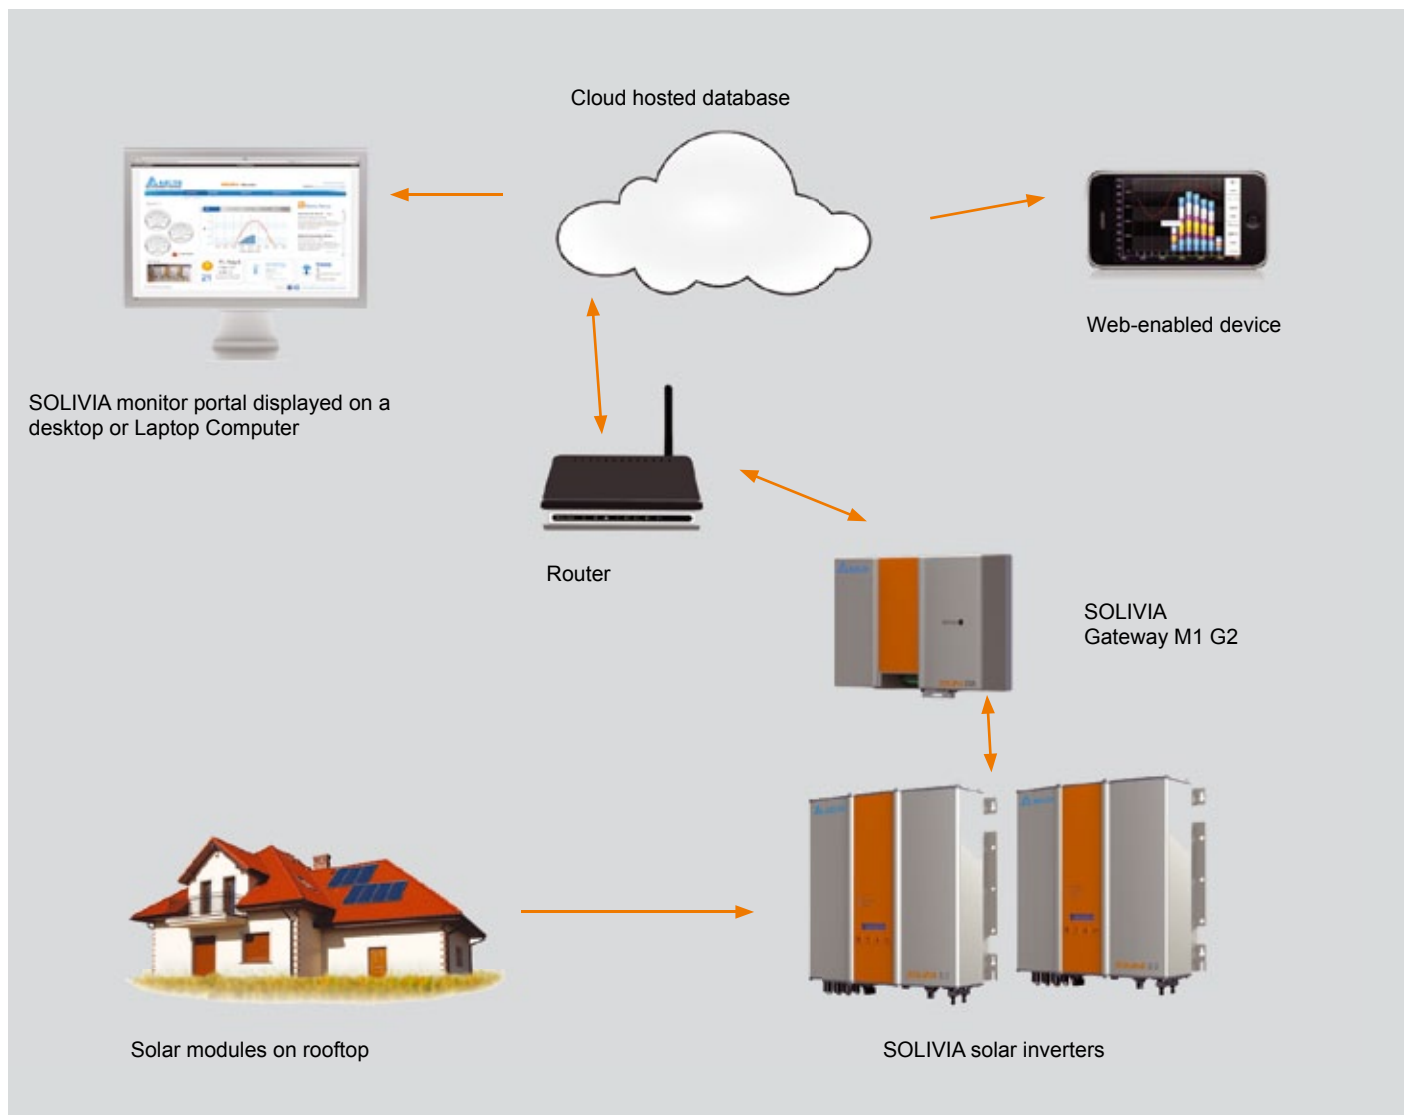 Cloud hosted database
Web-enabled device
SOLIVIA monitor portal displayed on a
desktop or Laptop Computer
Router
SOLIVIA
Gateway M1 G2
Solar modules on rooftop
SOLIVIA solar inverters